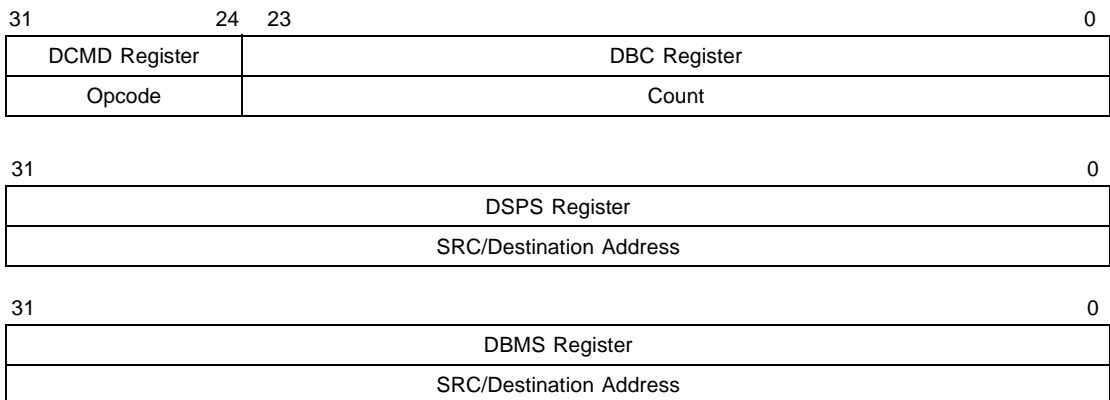 31 24 23 0
DCMD Register DBC Register
Opcode Count
31 0
DSPS Register
SRC/Destination Address
31 0
DBMS Register
SRC/Destination Address